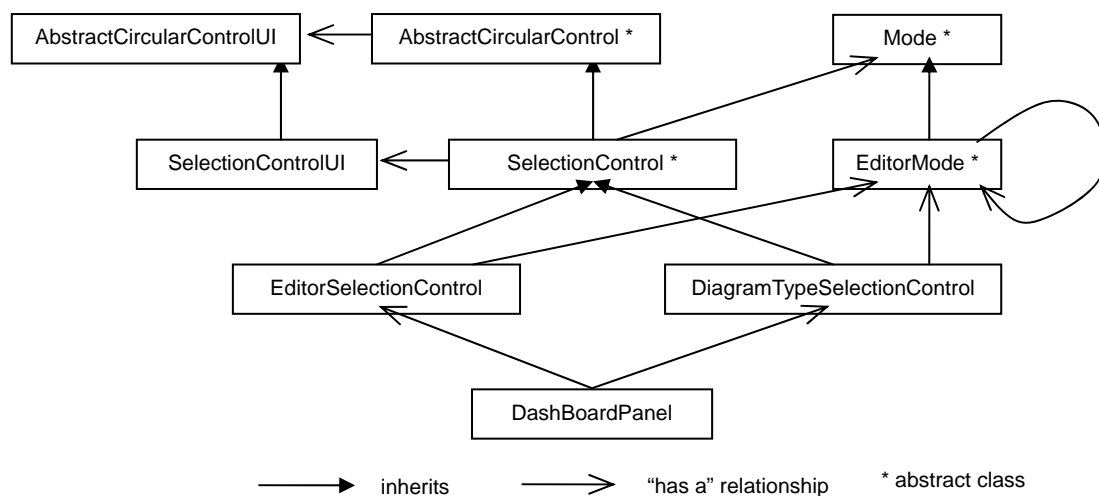 AbstractCircularControlUI
AbstractCircularControl *
Mode *
SelectionControlUI
SelectionControl *
EditorMode *
EditorSelectionControl
DiagramTypeSelectionControl
DashBoardPanel
inherits
“has a” relationship
* abstract class